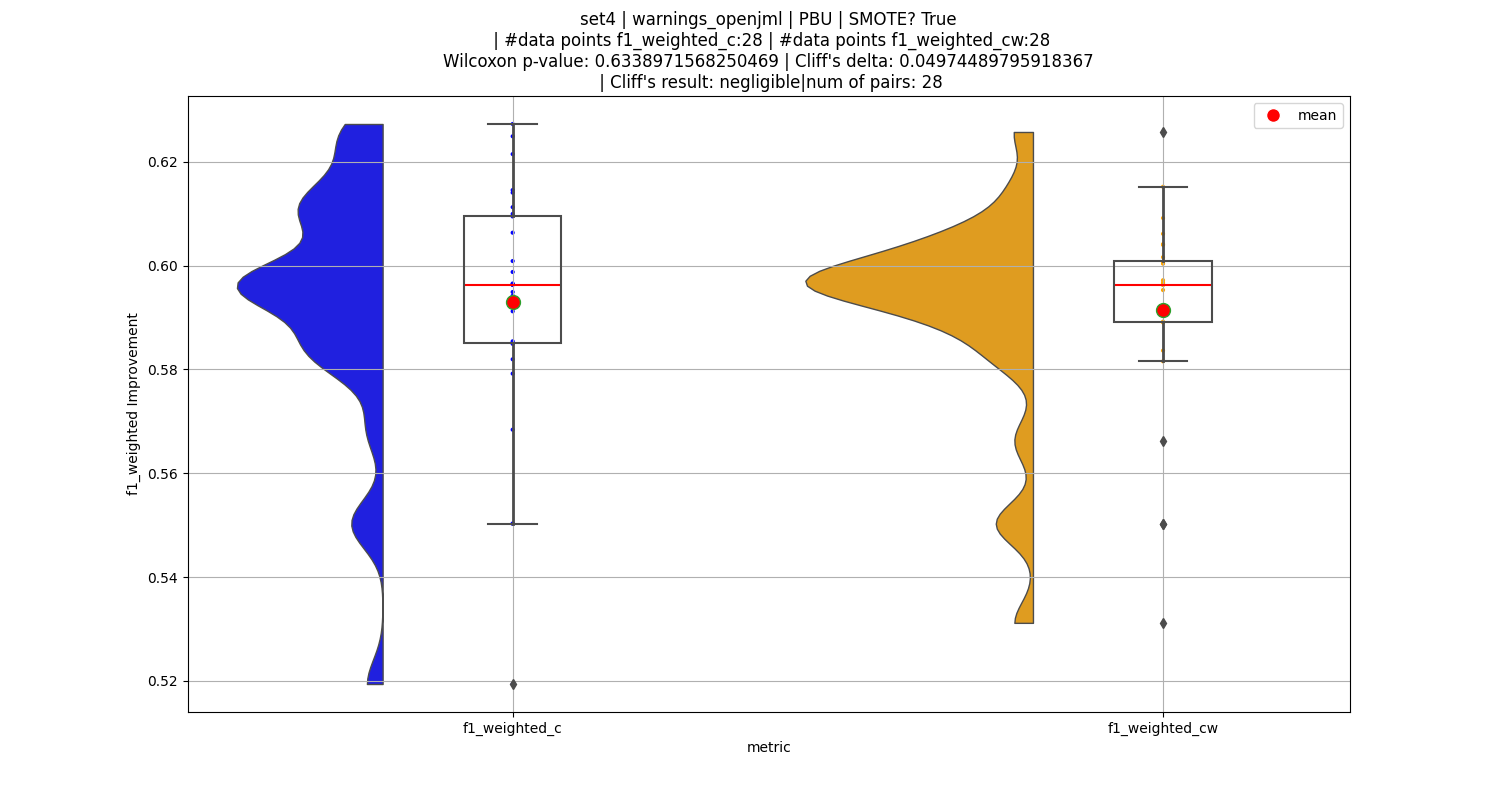 set4 | warnings_openjml | PBU | SMOTE? True
| #data points f1_weighted_c:28 | #data points f1_weighted_cw:28
Wilcoxon p-value: 0.6338971568250469 | Cliff's delta: 0.04974489795918367
| Cliff's result: negligible|num of pairs: 28
mean
0.62
0.60
0.58
0.56
0.54
0.52
f1_weighted Improvement
f1_weighted_c
f1_weighted_cw
metric